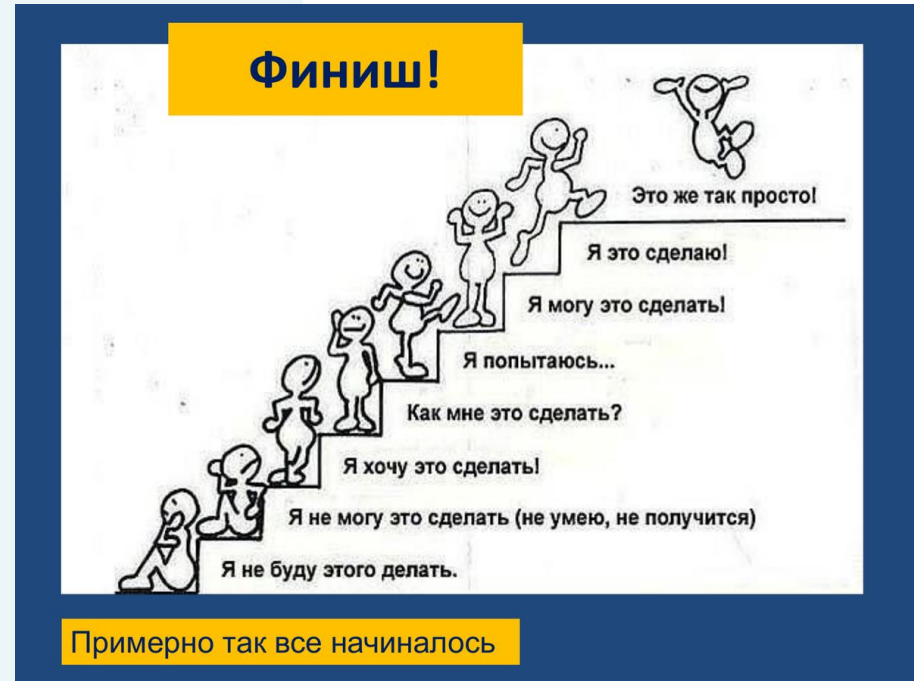 Финиш!
Это же так просто!
Я это сделаю!
Я могу это сделать!
Я попытаюсь...
Как мне это сделать?
Я хочу это сделать!
Я не могу это сделать (не умею, не получится)
Я не буду этого делать.
Примерно так все начиналось